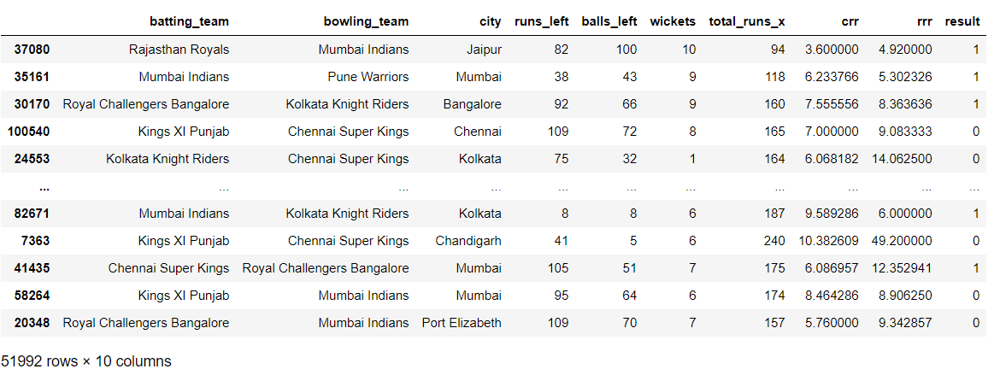 batting_team bowling_team city runs_left balls_left wickets total_runs_x crr rrr result
37080 Rajasthan Royals Mumbai Indians Jaipur 82 100 10 94 3.600000 4.920000 1
35161 Mumbai Indians Pune Warriors Mumbai 38 43 9 118 6.233766 5.302326 1
30170 Royal Challengers Bangalore Kolkata Knight Riders Bangalore 92 66 9 160 7.555556 8.363636 1
100540 Kings XI Punjab Chennai Super Kings Chennai 109 72 8 165 7.000000 9.083333 0
24553 Kolkata Knight Riders Chennai Super Kings Kolkata 75 32 1 164 6.068182 14.062500 0
... ... ... ... ... ... ... ... ... ... ...
82671 Mumbai Indians Kolkata Knight Riders Kolkata 8 8 6 187 9.589286 6.000000 1
7363 Kings XI Punjab Chennai Super Kings Chandigarh 41 5 6 240 10.382609 49.200000 0
41435 Chennai Super Kings Royal Challengers Bangalore Mumbai 105 51 7 175 6.086957 12.352941 1
58264 Kings XI Punjab Mumbai Indians Mumbai 95 64 6 174 8.464286 8.906250 0
20348 Royal Challengers Bangalore Mumbai Indians Port Elizabeth 109 70 7 157 5.760000 9.342857 0
51992 rows × 10 columns